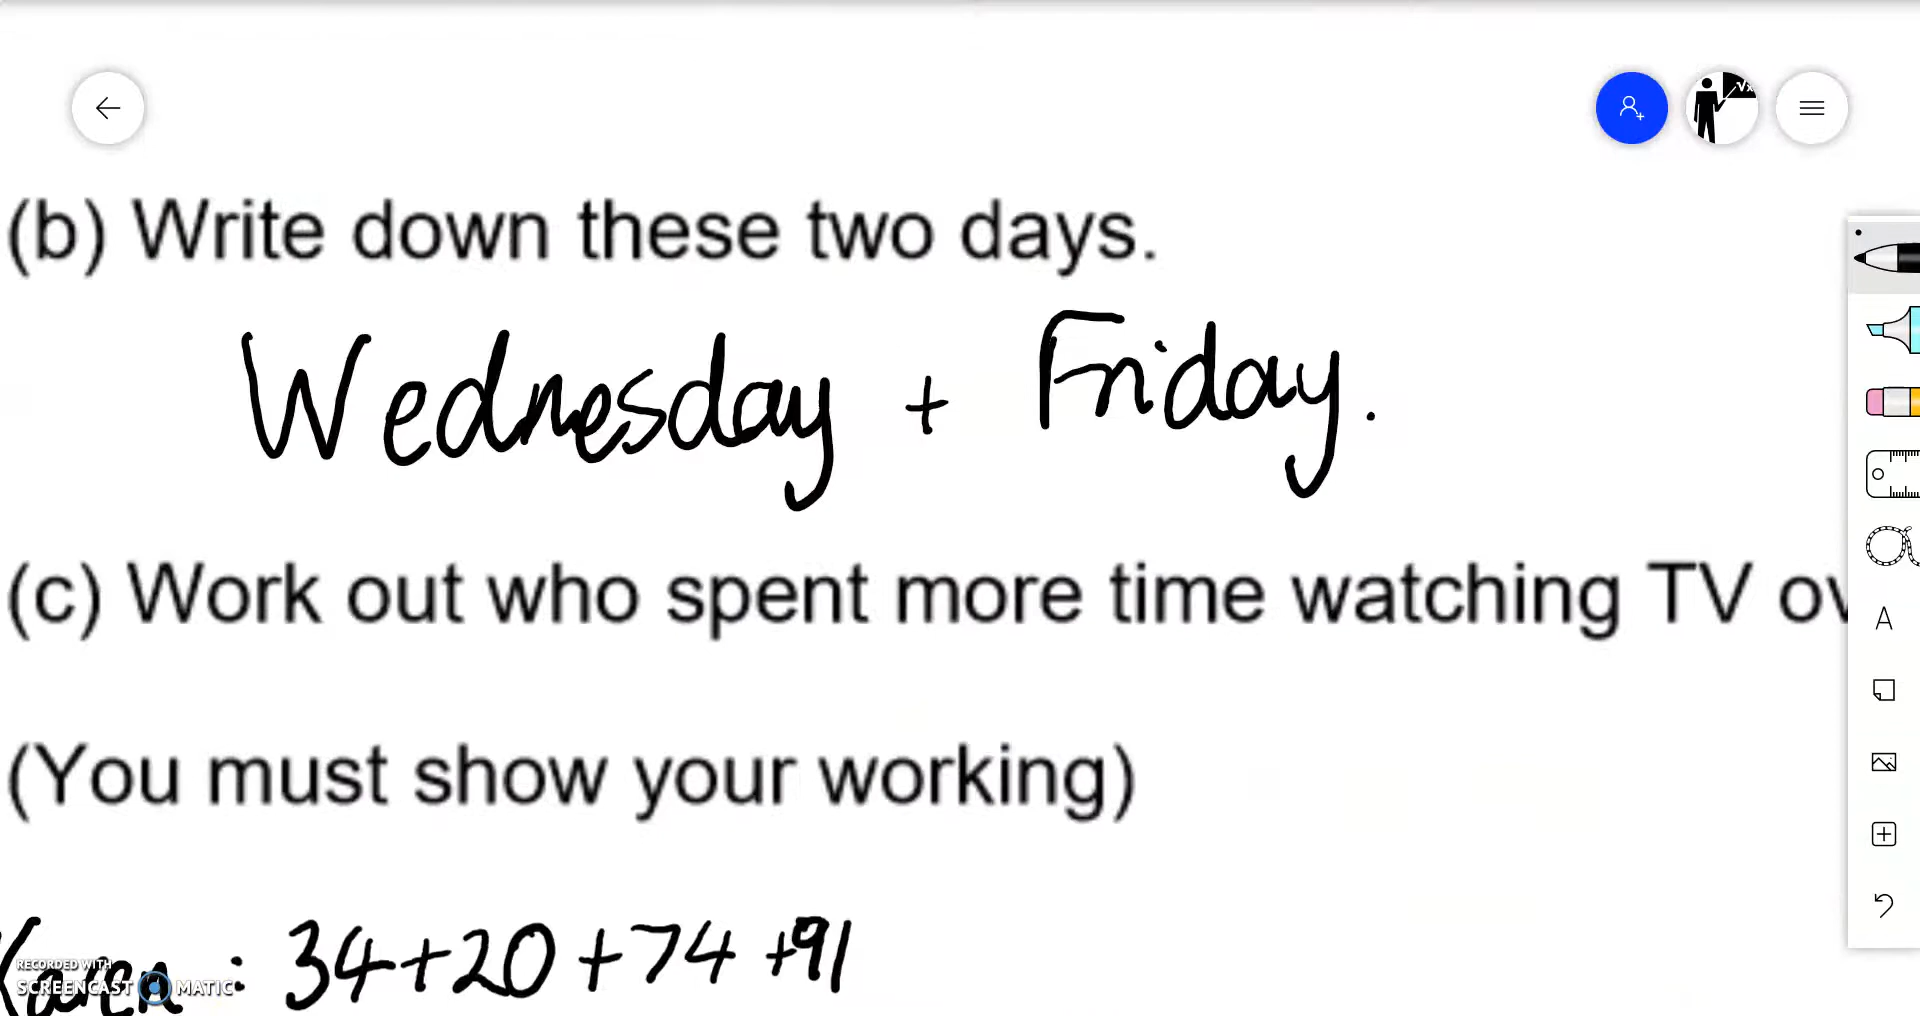 (b) Write down these two days.
Wednesday + Friday.
(c) Work out who spent more time watching TV ov
(You must show your working)
Karen : 34+20+74+91
RECORDED WITH
SCREENCAST MATIC
A